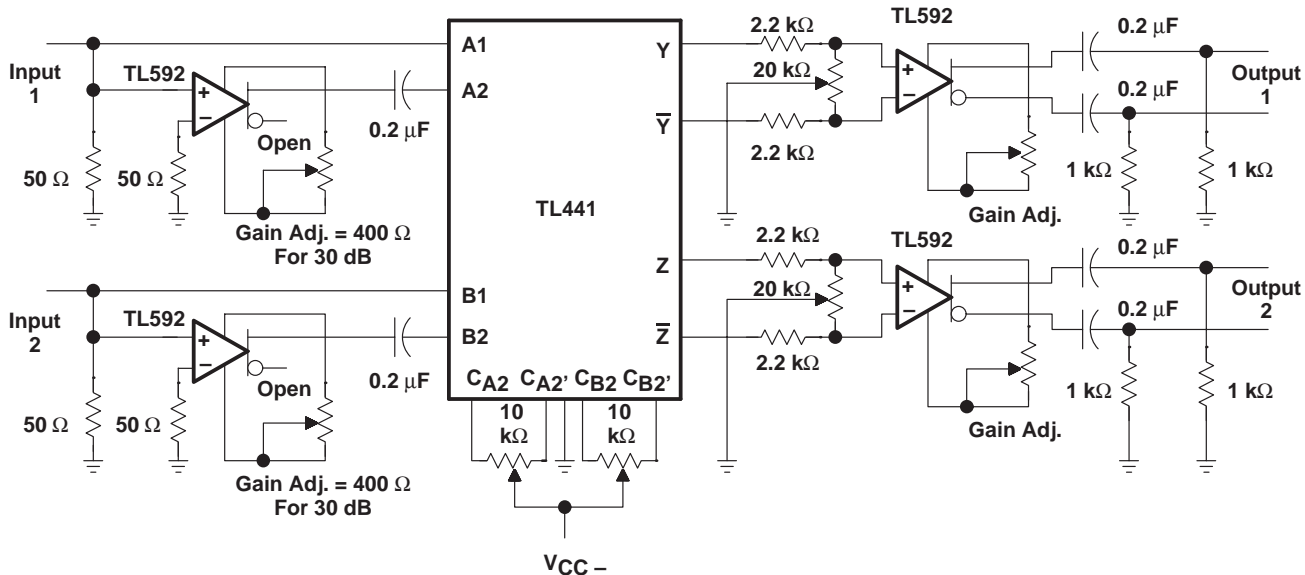 Input
1
TL592
+
−
50 Ω
50 Ω
Open
0.2 μF
Gain Adj. = 400 Ω
For 30 dB
Input
2
TL592
+
−
50 Ω
50 Ω
Open
0.2 μF
Gain Adj. = 400 Ω
For 30 dB
A1
A2
B1
B2
TL441
Y
Y̅
Z
Z̅
CA2 CA2' CB2 CB2'
10
kΩ
10
kΩ
VCC –
2.2 kΩ
20 kΩ
2.2 kΩ
TL592
+
−
Gain Adj.
0.2 μF
0.2 μF
1 kΩ
1 kΩ
Output
1
2.2 kΩ
20 kΩ
2.2 kΩ
TL592
+
−
Gain Adj.
0.2 μF
0.2 μF
1 kΩ
1 kΩ
Output
2